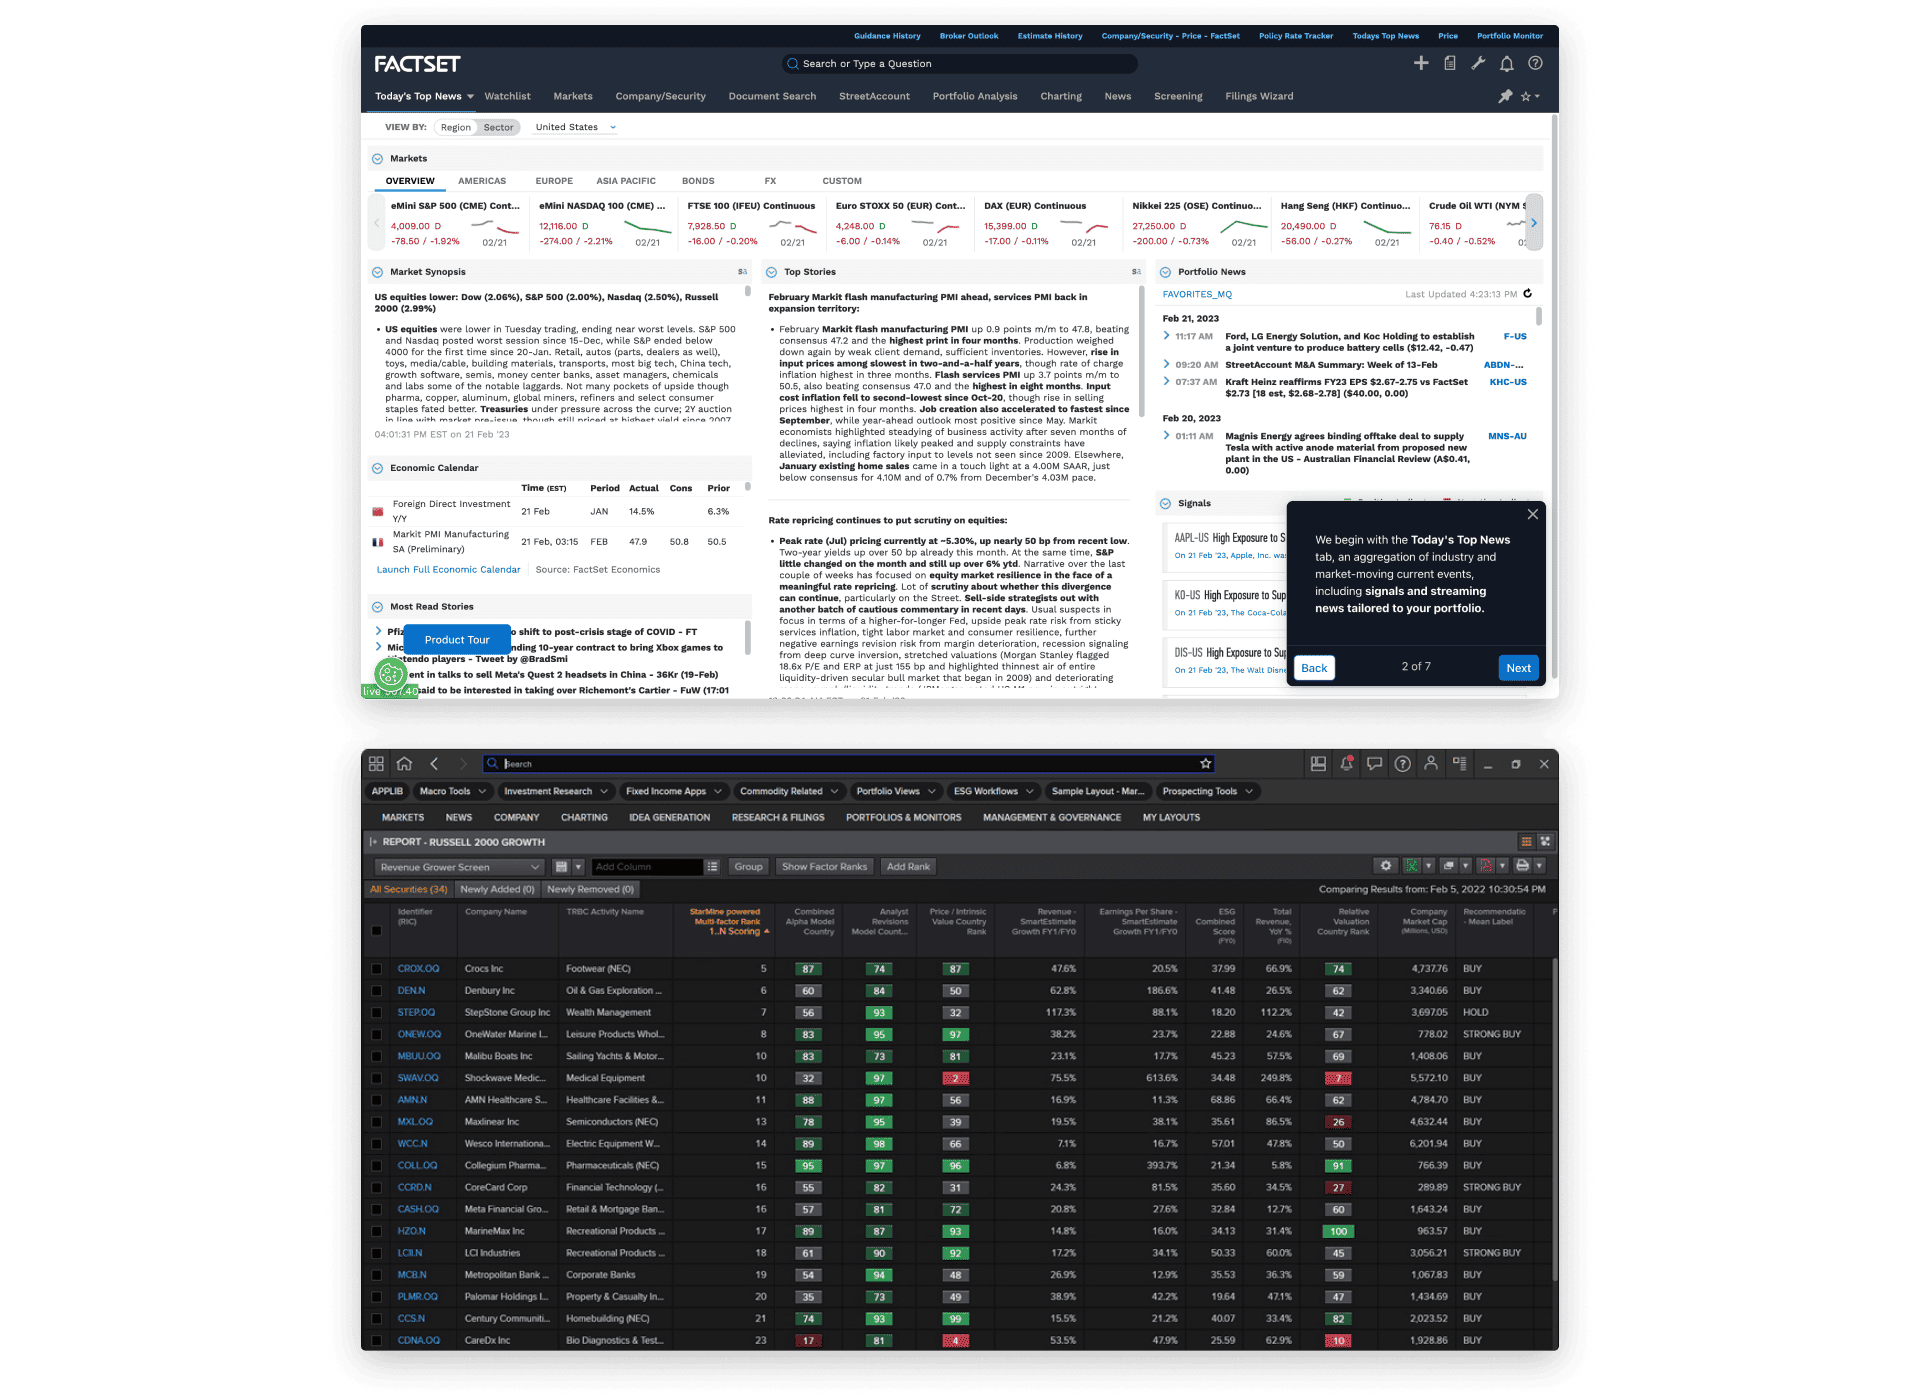 Guidance History Broker Outlook Estimate History Company/Security - Price - FactSet Policy Rate Tracker Todays Top News Price Portfolio Monitor
FACTSET
Search or Type a Question
Today's Top News Watchlist Markets Company/Security Document Search StreetAccount Portfolio Analysis Charting News Screening Filings Wizard
VIEW BY: Region Sector United States
Markets
OVERVIEW AMERICAS EUROPE ASIA PACIFIC BONDS FX CUSTOM
eMini S&P 500 (CME) Cont... eMini NASDAQ 100 (CME) ... FTSE 100 (IFEU) Continuous Euro STOXX 50 (EUR) Cont... DAX (EUR) Continuous Nikkei 225 (OSE) Continuo... Hang Seng (HKF) Continuo... Crude Oil WTI (NYM
4,009.00 D 12,116.00 D 7,928.50 D 4,248.00 D 15,399.00 D 27,250.00 D 20,490.00 D 76.15 D
-78.50 / -1.92% 02/21 -274.00 / -2.21% 02/21 -16.00 / -0.20% 02/21 -6.00 / -0.14% 02/21 -17.00 / -0.11% 02/21 -200.00 / -0.73% 02/21 -56.00 / -0.27% 02/21 -0.40 / -0.52%
Market Synopsis
US equities lower: Dow (2.06%), S&P 500 (2.00%), Nasdaq (2.50%), Russell
2000 (2.99%)
• US equities were lower in Tuesday trading, ending near worst levels. S&P 500
and Nasdaq posted worst session since 15-Dec, while S&P ended below
4000 for the first time since 20-Jan. Retail, autos (parts, dealers as well),
toys, media/cable, building materials, transports, most big tech, China tech,
growth software, semis, money center banks, asset managers, chemicals
and labs some of the notable laggards. Not many pockets of upside though
pharma, copper, aluminum, global miners, refiners and select consumer
staples fated better. Treasuries under pressure across the curve; 2Y auction
in line with market pre-issue, though still priced at highest yield since 2007
04:01:31 PM EST on 21 Feb '23
Economic Calendar
Time (EST) Period Actual Cons Prior
Foreign Direct Investment
Y/Y 21 Feb JAN 14.5% 6.3%
Markit PMI Manufacturing
SA (Preliminary) 21 Feb, 03:15 FEB 47.9 50.8 50.5
Launch Full Economic Calendar Source: FactSet Economics
Most Read Stories
Pfiz o shift to post-crisis stage of COVID - FT
Product Tour
Mic nding 10-year contract to bring Xbox games to
Nintendo players - Tweet by @BradSmi
ent in talks to sell Meta's Quest 2 headsets in China - 36Kr (19-Feb)
said to be interested in taking over Richemont's Cartier - FuW (17:01
Top Stories
February Markit flash manufacturing PMI ahead, services PMI back in
expansion territory:
• February Markit flash manufacturing PMI up 0.9 points m/m to 47.8, beating
consensus 47.2 and the highest print in four months. Production weighed
down again by weak client demand, sufficient inventories. However, rise in
input prices among slowest in two-and-a-half years, though rate of charge
inflation highest in three months. Flash services PMI up 3.7 points m/m to
50.5, also beating consensus 47.0 and the highest in eight months. Input
cost inflation fell to second-lowest since Oct-20, though rise in selling
prices highest in four months. Job creation also accelerated to fastest since
September, while year-ahead outlook most positive since May. Markit
economists highlighted steadying of business activity after seven months of
declines, saying inflation likely peaked and supply constraints have
alleviated, including factory input to levels not seen since 2009. Elsewhere,
January existing home sales came in a touch light at a 4.00M SAAR, just
below consensus for 4.10M and of 0.7% from December's 4.03M pace.
Rate repricing continues to put scrutiny on equities:
• Peak rate (Jul) pricing currently at ~5.30%, up nearly 50 bp from recent low.
Two-year yields up over 50 bp already this month. At the same time, S&P
little changed on the month and still up over 6% ytd. Narrative over the last
couple of weeks has focused on equity market resilience in the face of a
meaningful rate repricing. Lot of scrutiny about whether this divergence
can continue, particularly on the Street. Sell-side strategists out with
another batch of cautious commentary in recent days. Usual suspects in
focus in terms of a higher-for-longer Fed, upside peak rate risk from sticky
services inflation, tight labor market and consumer resilience, further
negative earnings revision risk from margin deterioration, recession signaling
from deep curve inversion, stretched valuations (Morgan Stanley flagged
18.6x P/E and ERP at just 155 bp and highlighted thinnest air of entire
liquidity-driven secular bull market that began in 2009) and deteriorating
Portfolio News
FAVORITES_MQ Last Updated 4:23:13 PM
Feb 21, 2023
11:17 AM Ford, LG Energy Solution, and Koc Holding to establish F-US
a joint venture to produce battery cells ($12.42, -0.47)
09:20 AM StreetAccount M&A Summary: Week of 13-Feb ABDN-...
07:37 AM Kraft Heinz reaffirms FY23 EPS $2.67-2.75 vs FactSet KHC-US
$2.73 [18 est, $2.68-2.78] ($40.00, 0.00)
Feb 20, 2023
01:11 AM Magnis Energy agrees binding offtake deal to supply MNS-AU
Tesla with active anode material from proposed new
plant in the US - Australian Financial Review (A$0.41,
0.00)
Signals
AAPL-US High Exposure to S
On 21 Feb '23, Apple, Inc. was
KO-US High Exposure to Sup
On 21 Feb '23, The Coca-Cola
DIS-US High Exposure to Sup
On 21 Feb '23, The Walt Disne
We begin with the Today's Top News
tab, an aggregation of industry and
market-moving current events,
including signals and streaming
news tailored to your portfolio.
Back 2 of 7 Next
Search
APPLIB Macro Tools Investment Research Fixed Income Apps Commodity Related Portfolio Views ESG Workflows Sample Layout - Mar... Prospecting Tools
MARKETS NEWS COMPANY CHARTING IDEA GENERATION RESEARCH & FILINGS PORTFOLIOS & MONITORS MANAGEMENT & GOVERNANCE MY LAYOUTS
REPORT - RUSSELL 2000 GROWTH
Revenue Grower Screen Add Column Group Show Factor Ranks Add Rank
All Securities (34) Newly Added (0) Newly Removed (0) Comparing Results from: Feb 5, 2022 10:30:54 PM
Identifier Company Name TRBC Activity Name StarMine powered Combined Analyst Price / Intrinsic Revenue - Earnings Per Share - ESG Total Relative Company Recommendatio F
(RIC) Multi-factor Rank Alpha Model Revisions Value Country SmartEstimate SmartEstimate Combined Revenue, Valuation Market Cap - Mean Label
1..N Scoring Country Model Count... Rank Growth FY1/FY0 Growth FY1/FY0 Score YoY % Country Rank (Millions, USD)
(FY0) (FI0)
CROX.OQ Crocs Inc Footwear (NEC) 5 87 74 87 47.6% 20.5% 37.99 66.9% 74 4,737.76 BUY
DEN.N Denbury Inc Oil & Gas Exploration ... 6 60 84 50 62.8% 186.6% 41.48 26.5% 62 3,340.66 BUY
STEP.OQ StepStone Group Inc Wealth Management 7 56 93 32 117.3% 88.1% 18.20 112.2% 42 3,697.05 HOLD
ONEW.OQ OneWater Marine I... Leisure Products Whol... 8 83 95 97 38.2% 23.7% 22.88 24.6% 67 778.02 STRONG BUY
MBUU.OQ Malibu Boats Inc Sailing Yachts & Motor... 10 83 73 81 23.1% 17.7% 45.23 57.5% 69 1,408.06 BUY
SWAV.OQ Shockwave Medic... Medical Equipment 10 32 97 2 75.5% 613.6% 34.48 249.8% 7 5,572.10 BUY
AMN.N AMN Healthcare S... Healthcare Facilities &... 11 88 97 56 16.9% 11.3% 68.86 66.4% 62 4,784.70 BUY
MXL.OQ Maxlinear Inc Semiconductors (NEC) 13 78 95 39 19.5% 38.1% 35.61 86.5% 26 4,632.44 BUY
WCC.N Wesco Internationa... Electric Equipment W... 14 89 98 66 7.1% 16.7% 57.01 47.8% 50 6,201.94 BUY
COLL.OQ Collegium Pharma... Pharmaceuticals (NEC) 15 95 97 96 6.8% 393.7% 21.34 5.8% 91 766.39 BUY
CCRD.N CoreCard Corp Financial Technology (... 16 55 82 31 24.3% 81.5% 35.60 34.5% 27 289.89 STRONG BUY
CASH.OQ Meta Financial Gro... Retail & Mortgage Ban... 16 57 81 72 20.8% 27.6% 32.84 12.7% 60 1,643.24 BUY
HZO.N MarineMax Inc Recreational Products ... 17 89 87 93 14.8% 16.0% 34.13 31.4% 100 963.57 BUY
LCII.N LCI Industries Recreational Products ... 18 61 90 92 17.2% 34.1% 50.33 60.0% 45 3,056.21 STRONG BUY
MCB.N Metropolitan Bank ... Corporate Banks 19 54 94 48 26.9% 12.9% 35.53 36.3% 59 1,067.83 BUY
PLMR.OQ Palomar Holdings I... Property & Casualty In... 20 35 73 49 38.9% 42.2% 19.64 47.1% 47 1,434.69 BUY
CCS.N Century Communiti... Homebuilding (NEC) 21 74 93 99 15.5% 21.2% 40.07 33.4% 82 2,023.52 BUY
CDNA.OQ CareDx Inc Bio Diagnostics & Test... 23 17 81 4 53.5% 47.9% 25.59 62.9% 10 1,928.86 BUY